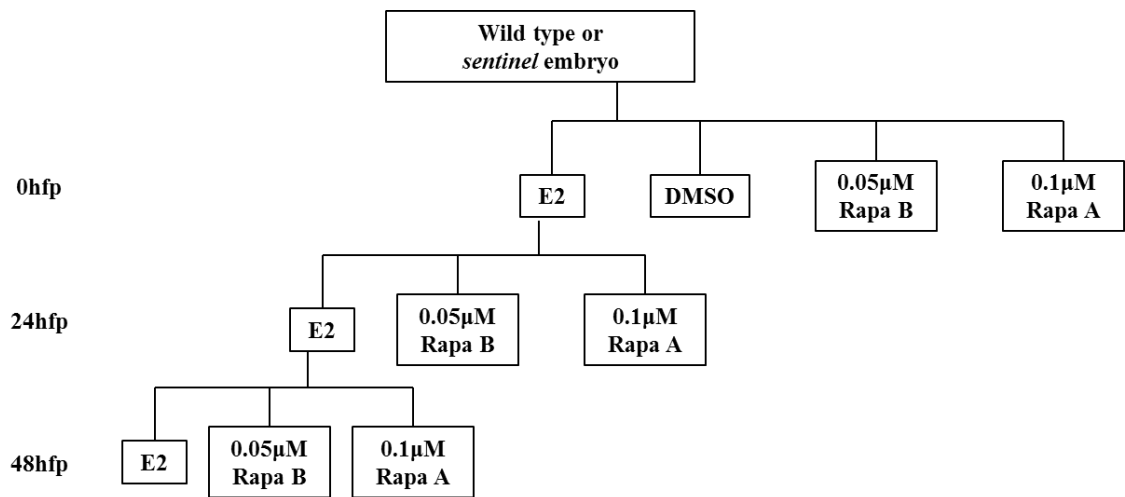 Wild type or
sentinel embryo
0hfp
E2
DMSO
0.05µM
Rapa B
0.1µM
Rapa A
24hfp
E2
0.05µM
Rapa B
0.1µM
Rapa A
48hfp
E2
0.05µM
Rapa B
0.1µM
Rapa A